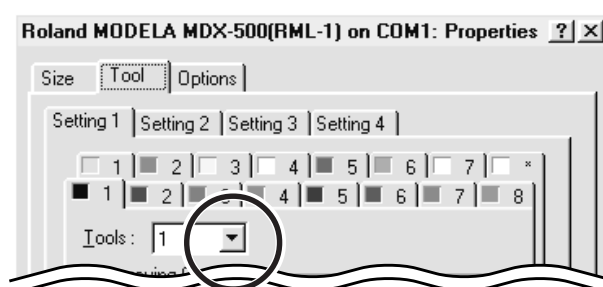 Roland MODELA MDX-500(RML-1) on COM1: Properties ? ×
Size Tool Options
Setting 1 Setting 2 Setting 3 Setting 4
1 2 3 4 5 6 7 *
1 2 3 4 5 6 7 8
Tools : 1